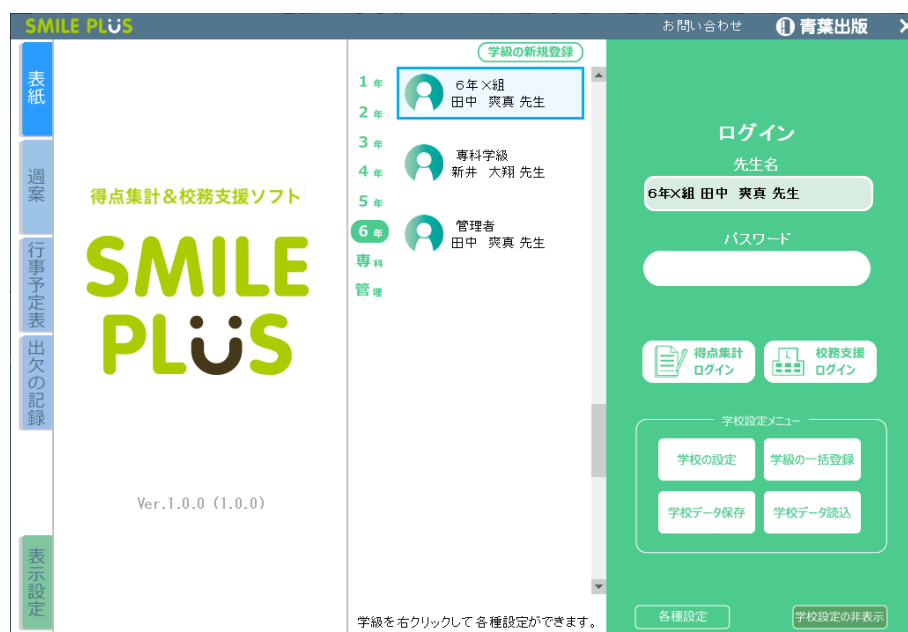 SMILE PLUS
お問い合わせ
青葉出版
表紙
週案
行事予定表
出欠の記録
表示設定
得点集計&校務支援ソフト
SMILE
PLUS
Ver.1.0.0 (1.0.0)
学級の新規登録
1年
2年
3年
4年
5年
6年
専科
管理
6年×組
田中 爽真 先生
専科学級
新井 大翔 先生
管理者
田中 爽真 先生
学級を右クリックして各種設定ができます。
ログイン
先生名
6年×組 田中 爽真 先生
パスワード
得点集計
ログイン
校務支援
ログイン
学校設定メニュー
学校の設定
学級の一括登録
学校データ保存
学校データ読込
各種設定
学校設定の非表示